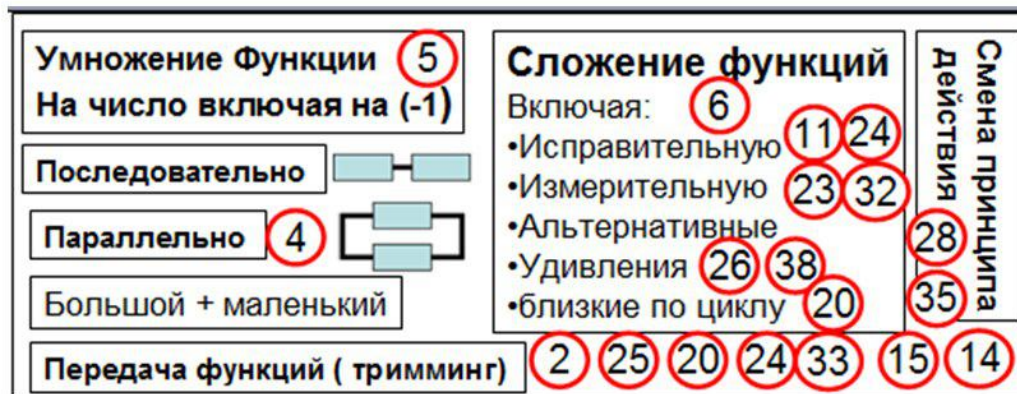 Умножение Функции 5
На число включая на (-1)
Последовательно
Параллельно 4
Большой + маленький
Сложение функций
Включая: 6
•Исправительную 11 24
•Измерительную 23 32
•Альтернативные
•Удивления 26 38
•близкие по циклу 20
Смена принципа
действия
28
35
Передача функций ( тримминг) 2 25 20 24 33 15 14